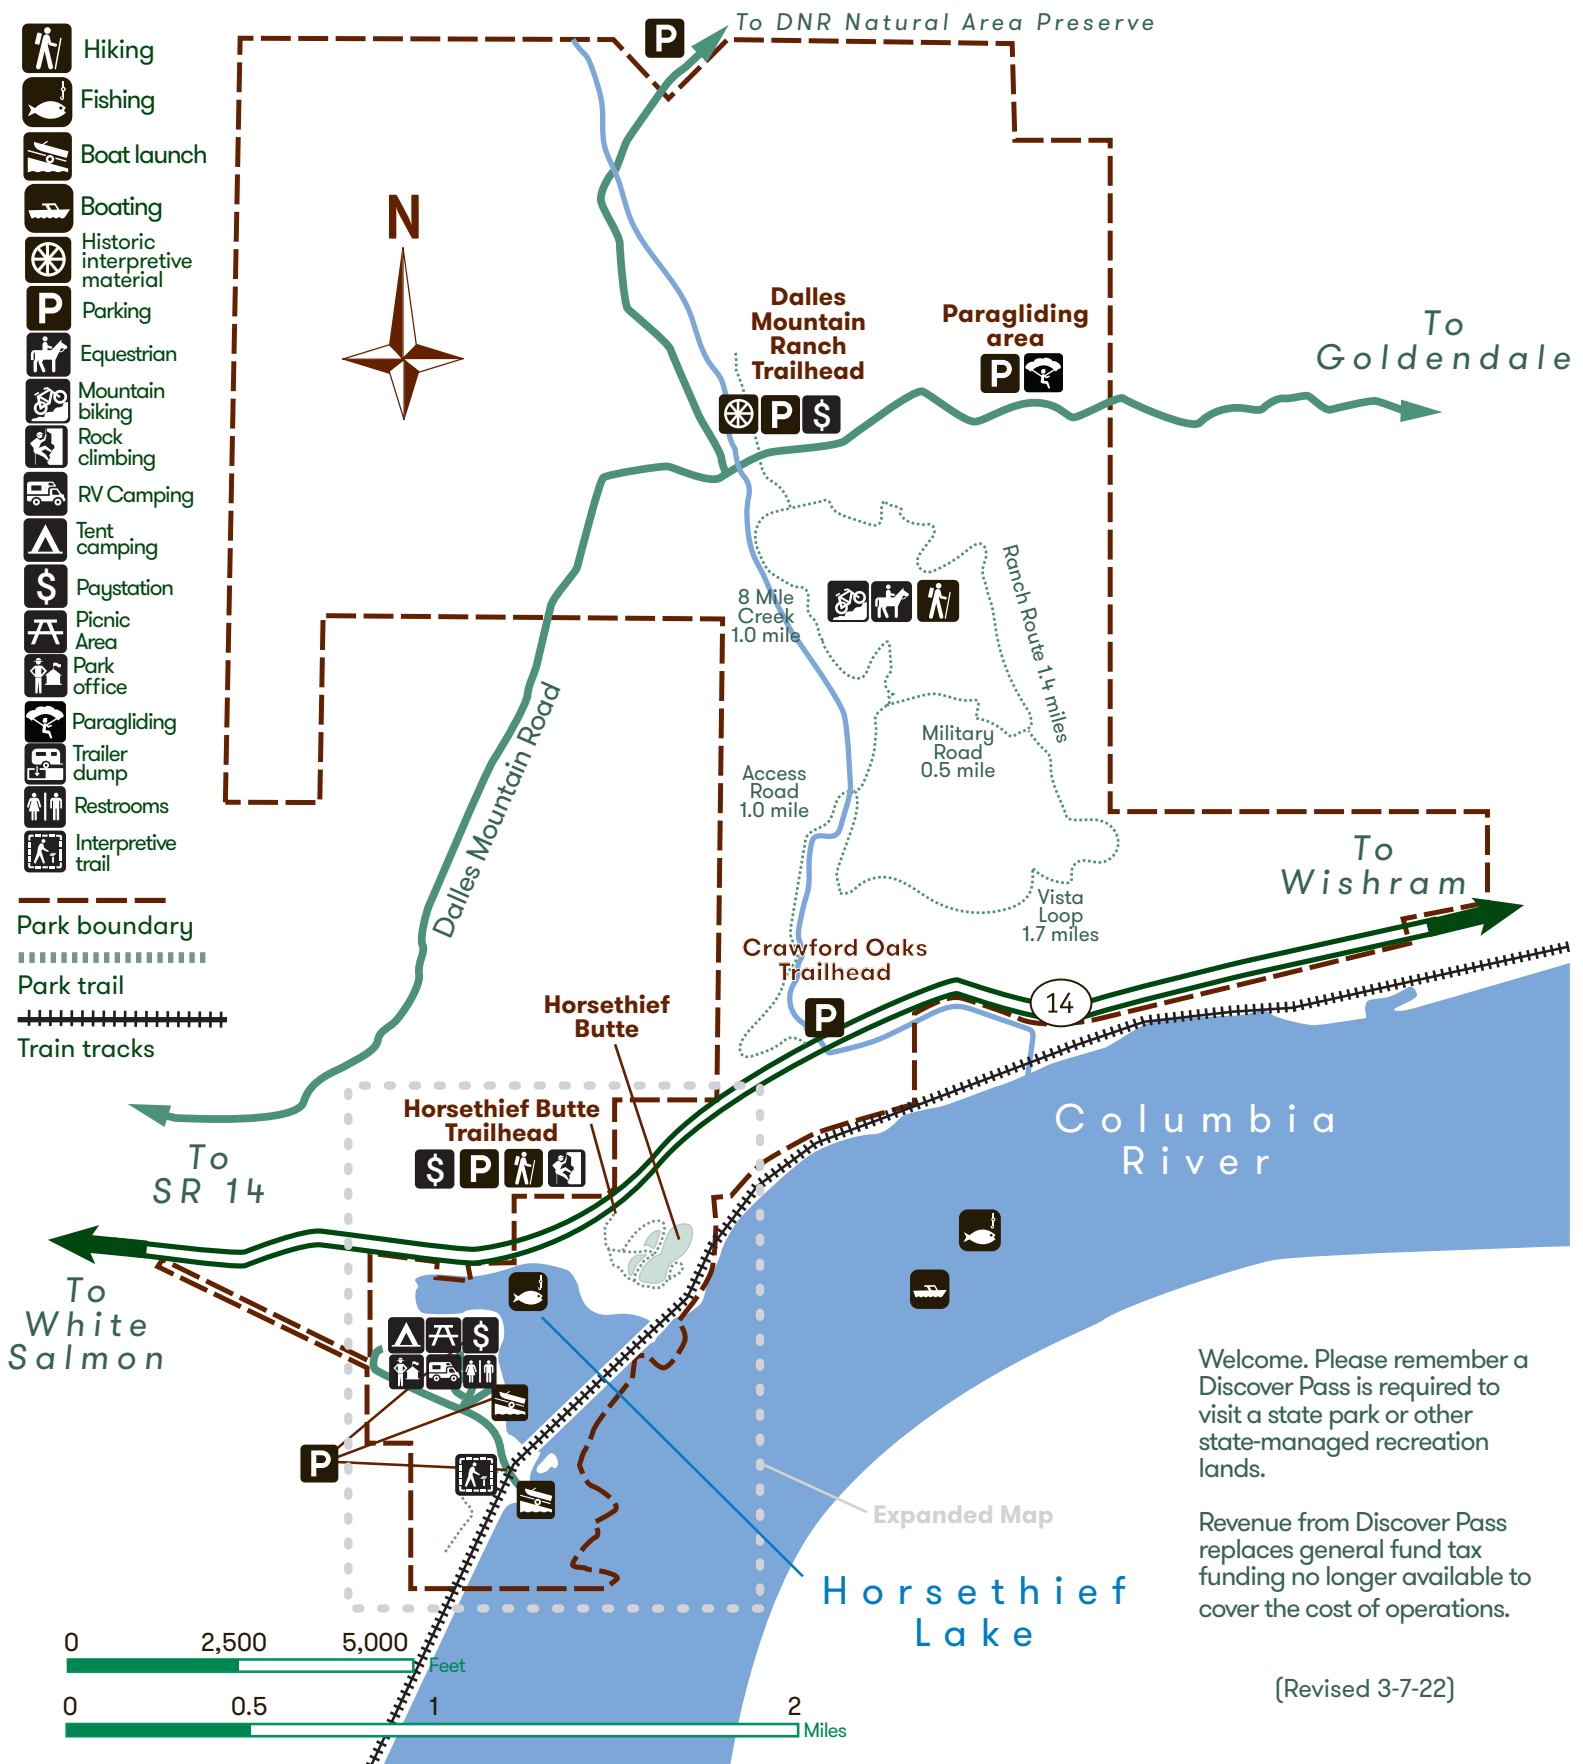 To DNR Natural Area Preserve
P
Hiking
Fishing
Boat launch
Boating
Historic
interpretive
material
P
Parking
Equestrian
Mountain
biking
Rock
climbing
RV Camping
Tent
camping
$
Paystation
Picnic
Area
Park
office
Paragliding
Trailer
dump
Restrooms
Interpretive
trail
Park boundary
Park trail
Train tracks
N
Dalles
Mountain
Ranch
Trailhead
P
$
Paragliding
area
P
To
Goldendale
8 Mile
Creek
1.0 mile
Ranch Route 1.4 miles
Military
Road
0.5 mile
Access
Road
1.0 mile
Dalles Mountain Road
Vista
Loop
1.7 miles
To
Wishram
Crawford Oaks
Trailhead
P
14
Horsethief
Butte
Horsethief Butte
Trailhead
$
P
To
SR 14
Columbia
River
To
White
Salmon
$
P
Expanded Map
Horsethief
Lake
Welcome. Please remember a
Discover Pass is required to
visit a state park or other
state-managed recreation
lands.
Revenue from Discover Pass
replaces general fund tax
funding no longer available to
cover the cost of operations.
(Revised 3-7-22)
0 2,500 5,000
Feet
0 0.5 1 2
Miles